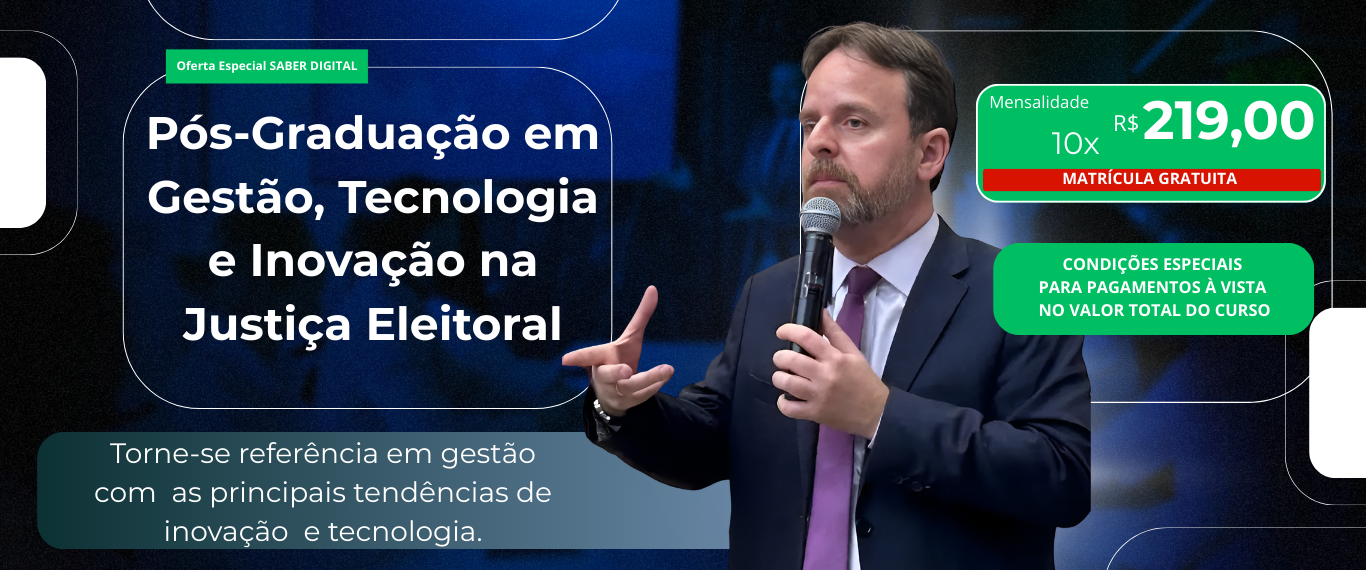 Oferta Especial SABER DIGITAL
Pós-Graduação em
Gestão, Tecnologia
e Inovação na
Justiça Eleitoral
Torne-se referência em gestão
com as principais tendências de
inovação e tecnologia.
Mensalidade
10x R$ 219,00
MATRÍCULA GRATUITA
CONDIÇÕES ESPECIAIS
PARA PAGAMENTOS À VISTA
NO VALOR TOTAL DO CURSO